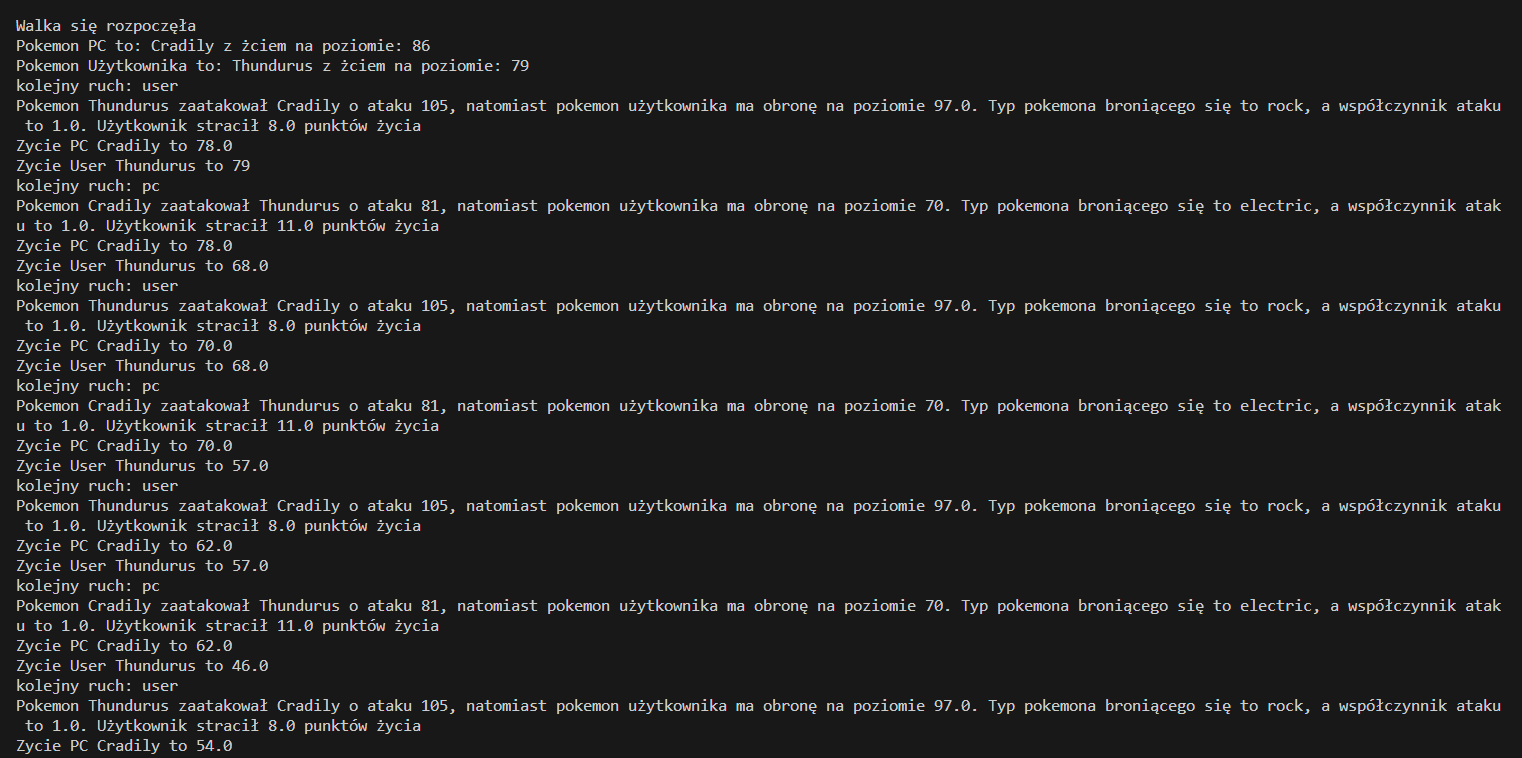 Walka się rozpoczęła
Pokemon PC to: Cradily z żciem na poziomie: 86
Pokemon Użytkownika to: Thundurus z żciem na poziomie: 79
kolejny ruch: user
Pokemon Thundurus zaatakował Cradily o ataku 105, natomiast pokemon użytkownika ma obronę na poziomie 97.0. Typ pokemona broniącego się to rock, a współczynnik ataku
to 1.0. Użytkownik stracił 8.0 punktów życia
Zycie PC Cradily to 78.0
Zycie User Thundurus to 79
kolejny ruch: pc
Pokemon Cradily zaatakował Thundurus o ataku 81, natomiast pokemon użytkownika ma obronę na poziomie 70. Typ pokemona broniącego się to electric, a współczynnik atak
u to 1.0. Użytkownik stracił 11.0 punktów życia
Zycie PC Cradily to 78.0
Zycie User Thundurus to 68.0
kolejny ruch: user
Pokemon Thundurus zaatakował Cradily o ataku 105, natomiast pokemon użytkownika ma obronę na poziomie 97.0. Typ pokemona broniącego się to rock, a współczynnik ataku
to 1.0. Użytkownik stracił 8.0 punktów życia
Zycie PC Cradily to 70.0
Zycie User Thundurus to 68.0
kolejny ruch: pc
Pokemon Cradily zaatakował Thundurus o ataku 81, natomiast pokemon użytkownika ma obronę na poziomie 70. Typ pokemona broniącego się to electric, a współczynnik atak
u to 1.0. Użytkownik stracił 11.0 punktów życia
Zycie PC Cradily to 70.0
Zycie User Thundurus to 57.0
kolejny ruch: user
Pokemon Thundurus zaatakował Cradily o ataku 105, natomiast pokemon użytkownika ma obronę na poziomie 97.0. Typ pokemona broniącego się to rock, a współczynnik ataku
to 1.0. Użytkownik stracił 8.0 punktów życia
Zycie PC Cradily to 62.0
Zycie User Thundurus to 57.0
kolejny ruch: pc
Pokemon Cradily zaatakował Thundurus o ataku 81, natomiast pokemon użytkownika ma obronę na poziomie 70. Typ pokemona broniącego się to electric, a współczynnik atak
u to 1.0. Użytkownik stracił 11.0 punktów życia
Zycie PC Cradily to 62.0
Zycie User Thundurus to 46.0
kolejny ruch: user
Pokemon Thundurus zaatakował Cradily o ataku 105, natomiast pokemon użytkownika ma obronę na poziomie 97.0. Typ pokemona broniącego się to rock, a współczynnik ataku
to 1.0. Użytkownik stracił 8.0 punktów życia
Zycie PC Cradily to 54.0